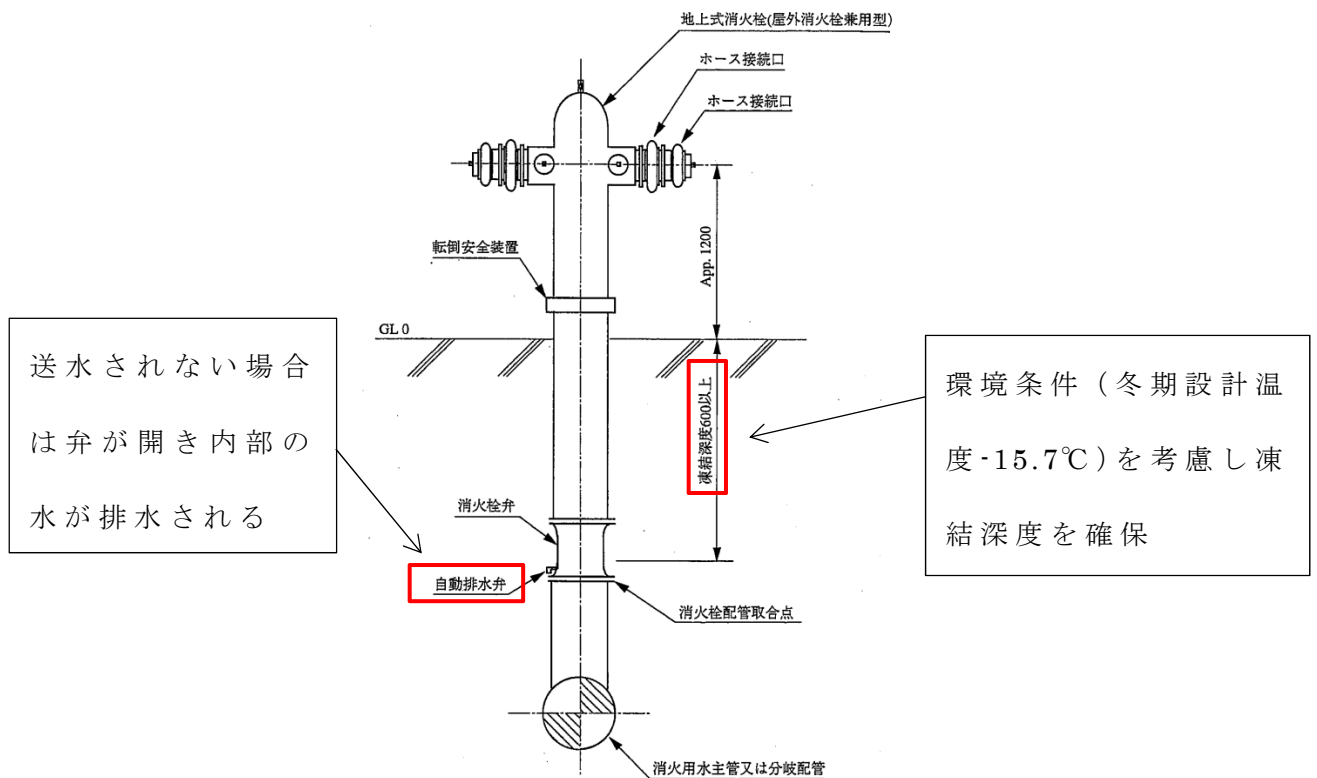 地上式消火栓(屋外消火栓兼用型)
ホース接続口
ホース接続口
App. 1200
転倒安全装置
GL 0
送水されない場合
は弁が開き内部の
水が排水される
凍結深度600以上
環境条件（冬期設計温
度-15.7℃）を考慮し凍
結深度を確保
消火栓弁
自動排水弁
消火栓配管取合点
消火用水主管又は分岐配管